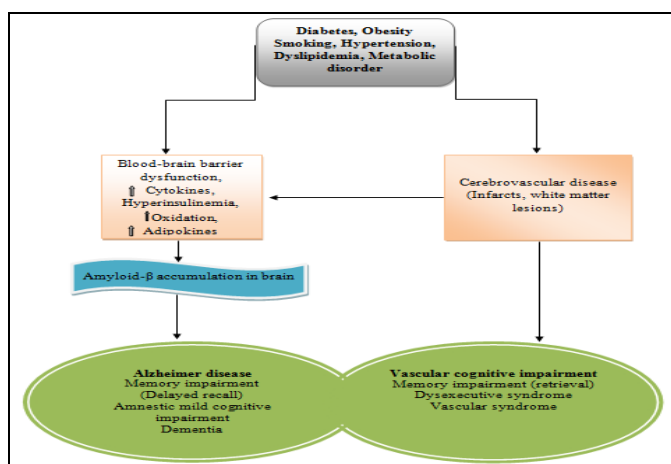 Diabetes, Obesity
Smoking, Hypertension,
Dyslipidemia, Metabolic
disorder
Blood-brain barrier
dysfunction,
⇑ Cytokines,
Hyperinsulinemia,
⇑Oxidation,
⇑ Adipokines
Cerebrovascular disease
(Infarcts, white matter
lesions)
Amyloid-β accumulation in brain
Alzheimer disease
Memory impairment
(Delayed recall)
Amnestic mild cognitive
impairment
Dementia
Vascular cognitive impairment
Memory impairment (retrieval)
Dysexecutive syndrome
Vascular syndrome